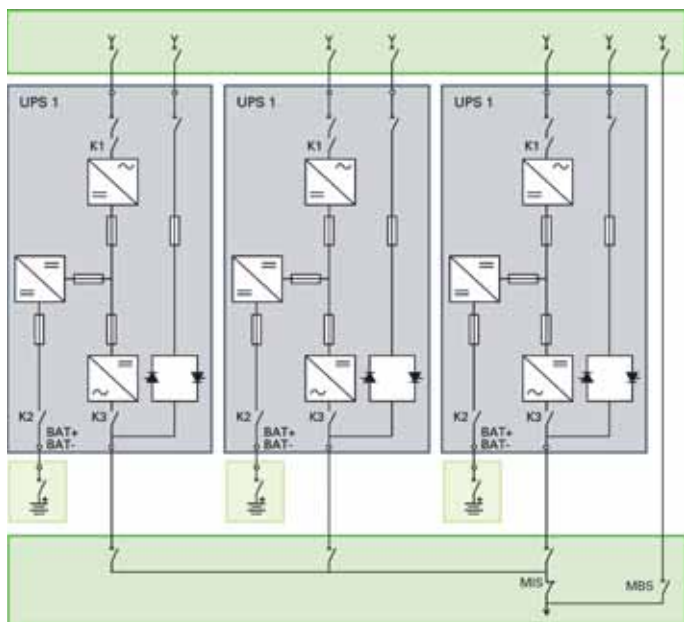 UPS 1 UPS 1 UPS 1
K1 K1 K1
K2 K3 K2 K3 K2 K3
BAT+ BAT+ BAT+
BAT- BAT- BAT-
MIS MBS